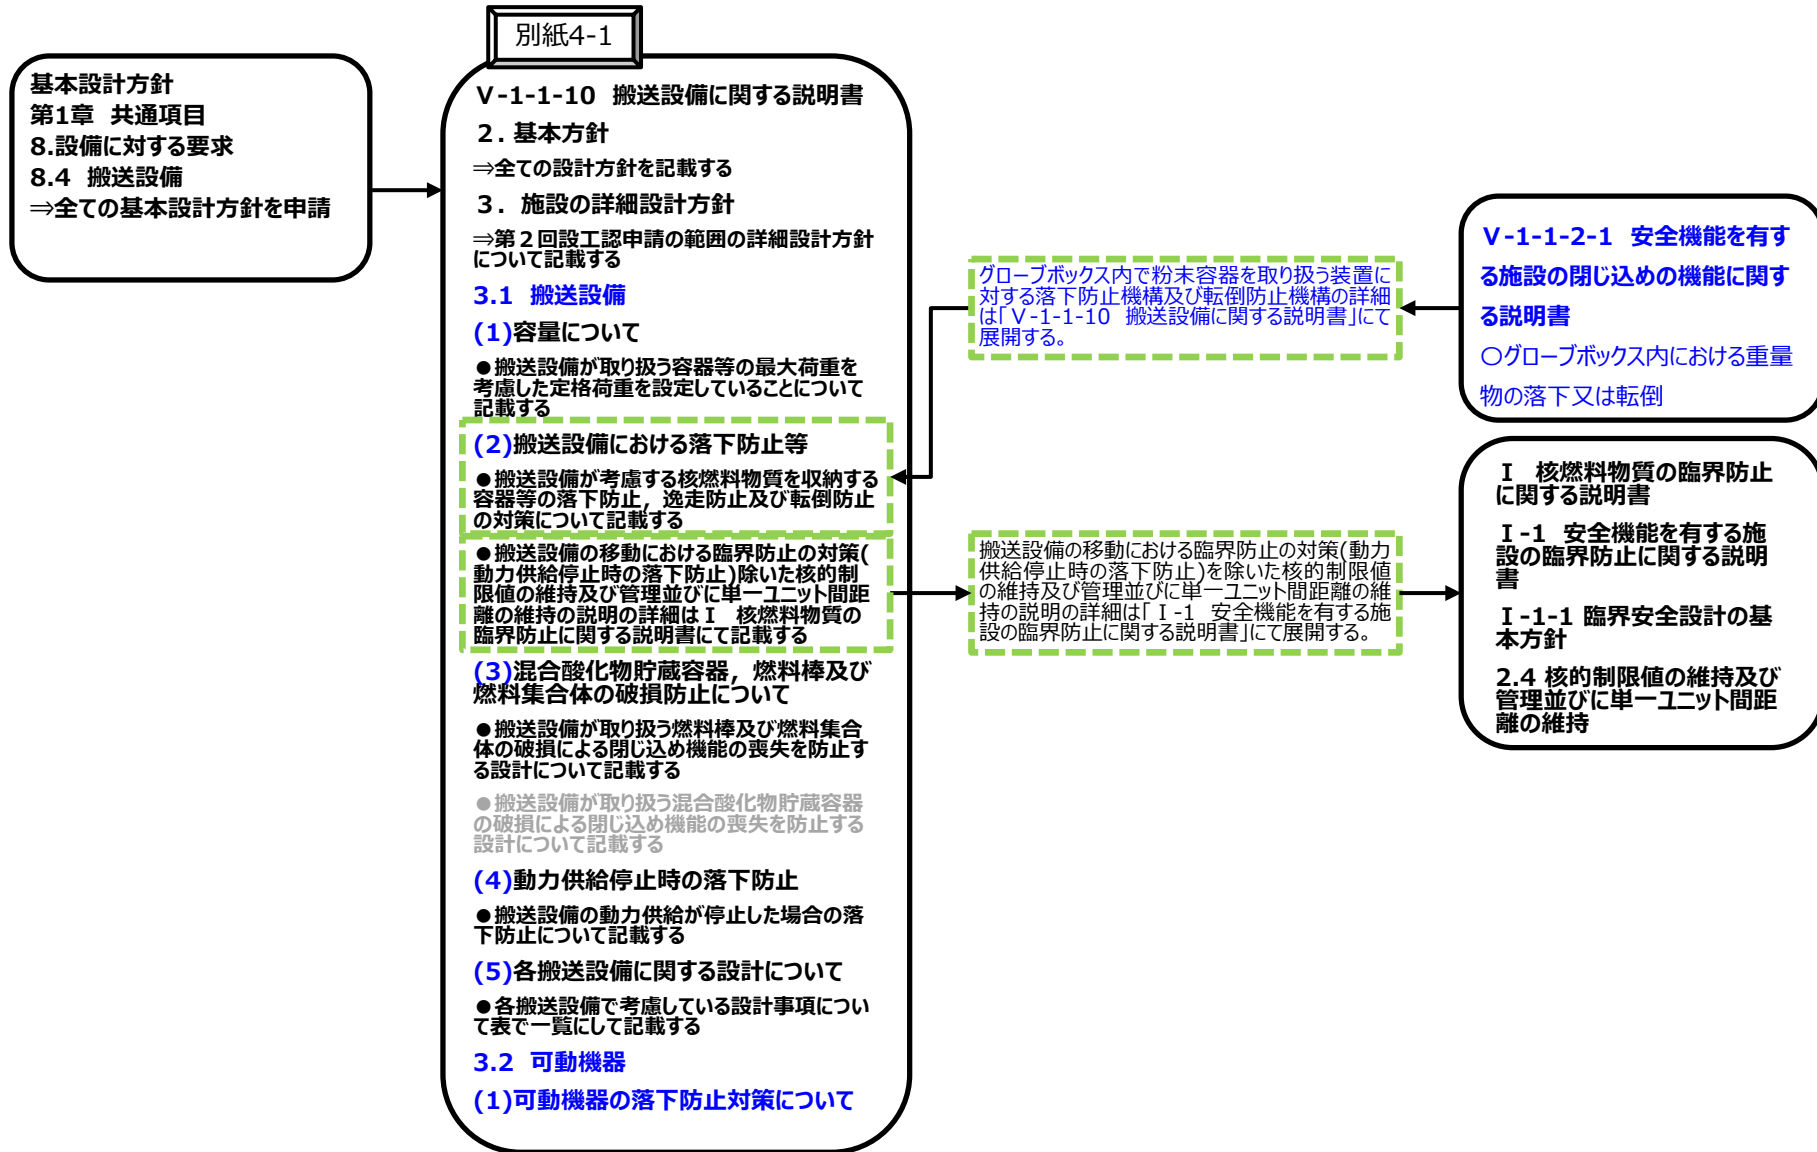 別紙4-1
基本設計方針
第1章 共通項目
8.設備に対する要求
8.4 搬送設備
⇒全ての基本設計方針を申請
Ⅴ-1-1-10 搬送設備に関する説明書
2. 基本方針
⇒全ての設計方針を記載する
3. 施設の詳細設計方針
⇒第２回設工認申請の範囲の詳細設計方針
について記載する
3.1 搬送設備
(1)容量について
●搬送設備が取り扱う容器等の最大荷重を
考慮した定格荷重を設定していることについて
記載する
(2)搬送設備における落下防止等
●搬送設備が考慮する核燃料物質を収納する
容器等の落下防止，逸走防止及び転倒防止
の対策について記載する
●搬送設備の移動における臨界防止の対策(
動力供給停止時の落下防止)除いた核的制
限値の維持及び管理並びに単一ユニット間距
離の維持の説明の詳細はⅠ 核燃料物質の
臨界防止に関する説明書にて記載する
(3)混合酸化物貯蔵容器，燃料棒及び
燃料集合体の破損防止について
●搬送設備が取り扱う燃料棒及び燃料集合
体の破損による閉じ込め機能の喪失を防止す
る設計について記載する
●搬送設備が取り扱う混合酸化物貯蔵容器
の破損による閉じ込め機能の喪失を防止する
設計について記載する
(4)動力供給停止時の落下防止
●搬送設備の動力供給が停止した場合の落
下防止について記載する
(5)各搬送設備に関する設計について
●各搬送設備で考慮している設計事項につい
て表で一覧にして記載する
3.2 可動機器
(1)可動機器の落下防止対策について
グローブボックス内で粉末容器を取り扱う装置に
対する落下防止機構及び転倒防止機構の詳細
は「Ⅴ-1-1-10 搬送設備に関する説明書」にて
展開する。
搬送設備の移動における臨界防止の対策(動力
供給停止時の落下防止)を除いた核的制限値
の維持及び管理並びに単一ユニット間距離の維
持の説明の詳細は「Ⅰ-1 安全機能を有する施
設の臨界防止に関する説明書」にて展開する。
Ⅴ-1-1-2-1 安全機能を有す
る施設の閉じ込めの機能に関す
る説明書
○グローブボックス内における重量
物の落下又は転倒
Ⅰ 核燃料物質の臨界防止
に関する説明書
Ⅰ-1 安全機能を有する施
設の臨界防止に関する説明
書
Ⅰ-1-1 臨界安全設計の基
本方針
2.4 核的制限値の維持及び
管理並びに単一ユニット間距
離の維持